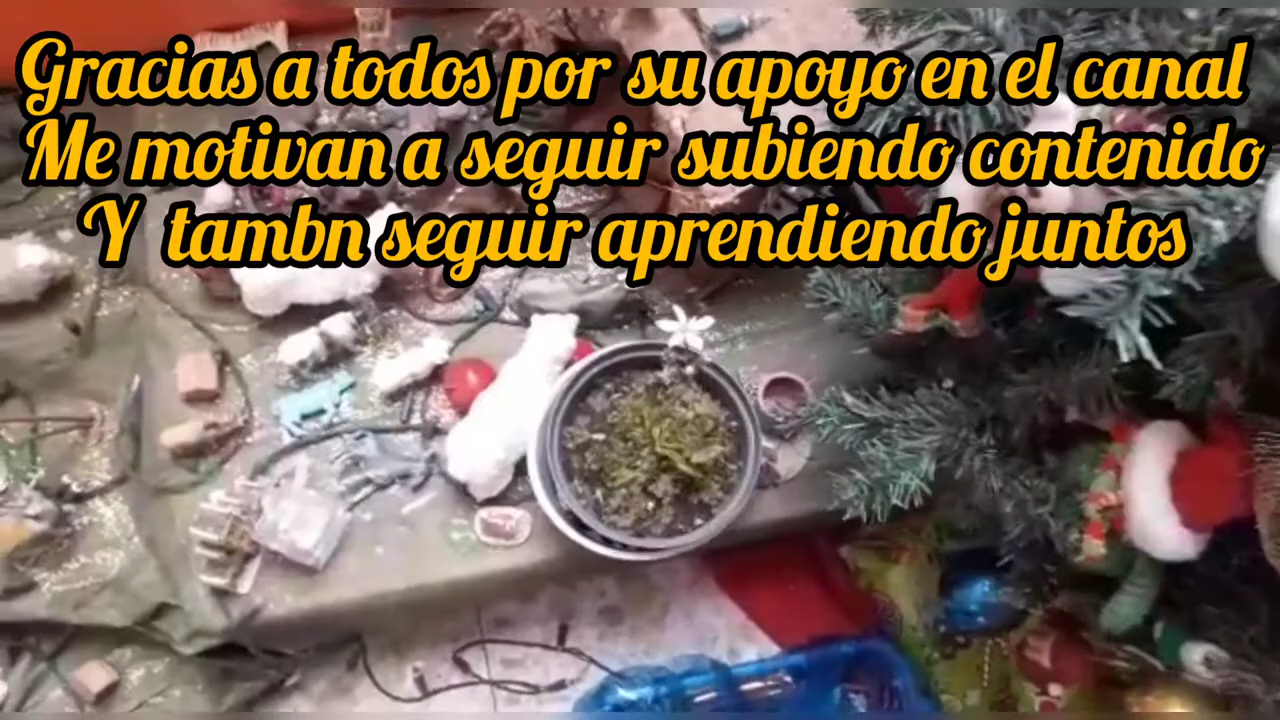 Gracias a todos por su apoyo en el canal
Me motivan a seguir subiendo contenido
Y tambn seguir aprendiendo juntos